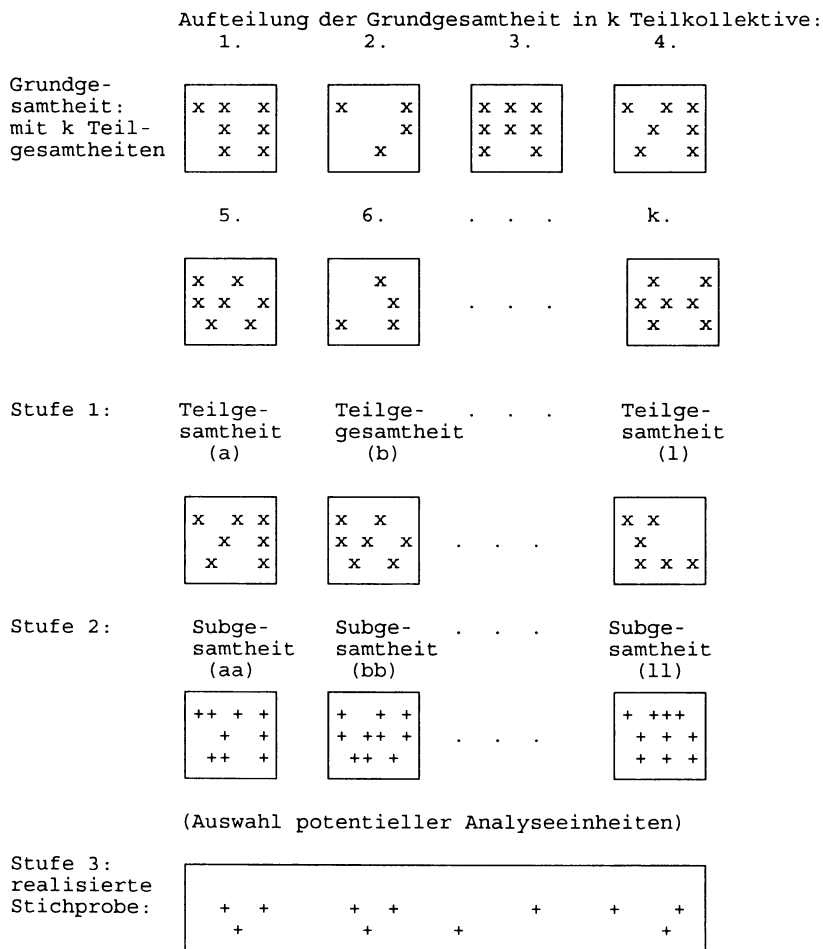 Aufteilung der Grundgesamtheit in k Teilkollektive:
1. 2. 3. 4.
Grundge-
samtheit:
mit k Teil-
gesamtheiten
x x x x x x x x x x x
x x x x x x x x
x x x x x x x
5. 6. . . . k.
x x x x x
x x x x . . . x x x
x x x x x x
Stufe 1: Teilge- Teilge- . . . Teilge-
samtheit gesamtheit samtheit
(a) (b) (l)
x x x x x x x
x x x x x . . . x
x x x x x x x
Stufe 2: Subge- Subge- . . . Subge-
samtheit samtheit samtheit
(aa) (bb) (ll)
++ + + + + + + +++
+ + + ++ + . . . + + +
++ + ++ + + + +
(Auswahl potentieller Analyseeinheiten)
Stufe 3:
realisierte
Stichprobe: + + + + + + +
+ + + +